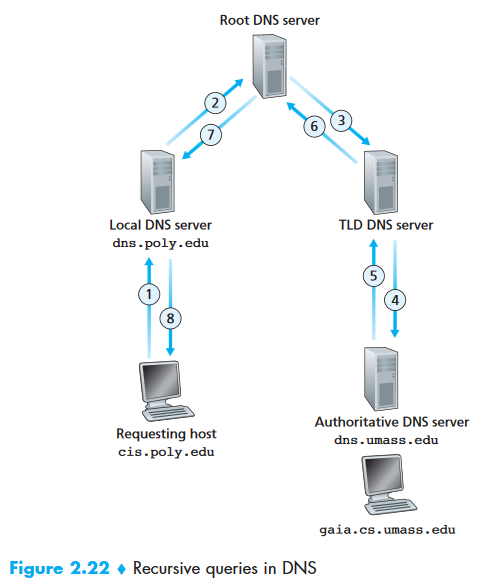 Root DNS server
2
7
6
3
Local DNS server
dns.poly.edu
TLD DNS server
1
8
5
4
Requesting host
cis.poly.edu
Authoritative DNS server
dns.umass.edu
gaia.cs.umass.edu
Figure 2.22 ♦ Recursive queries in DNS